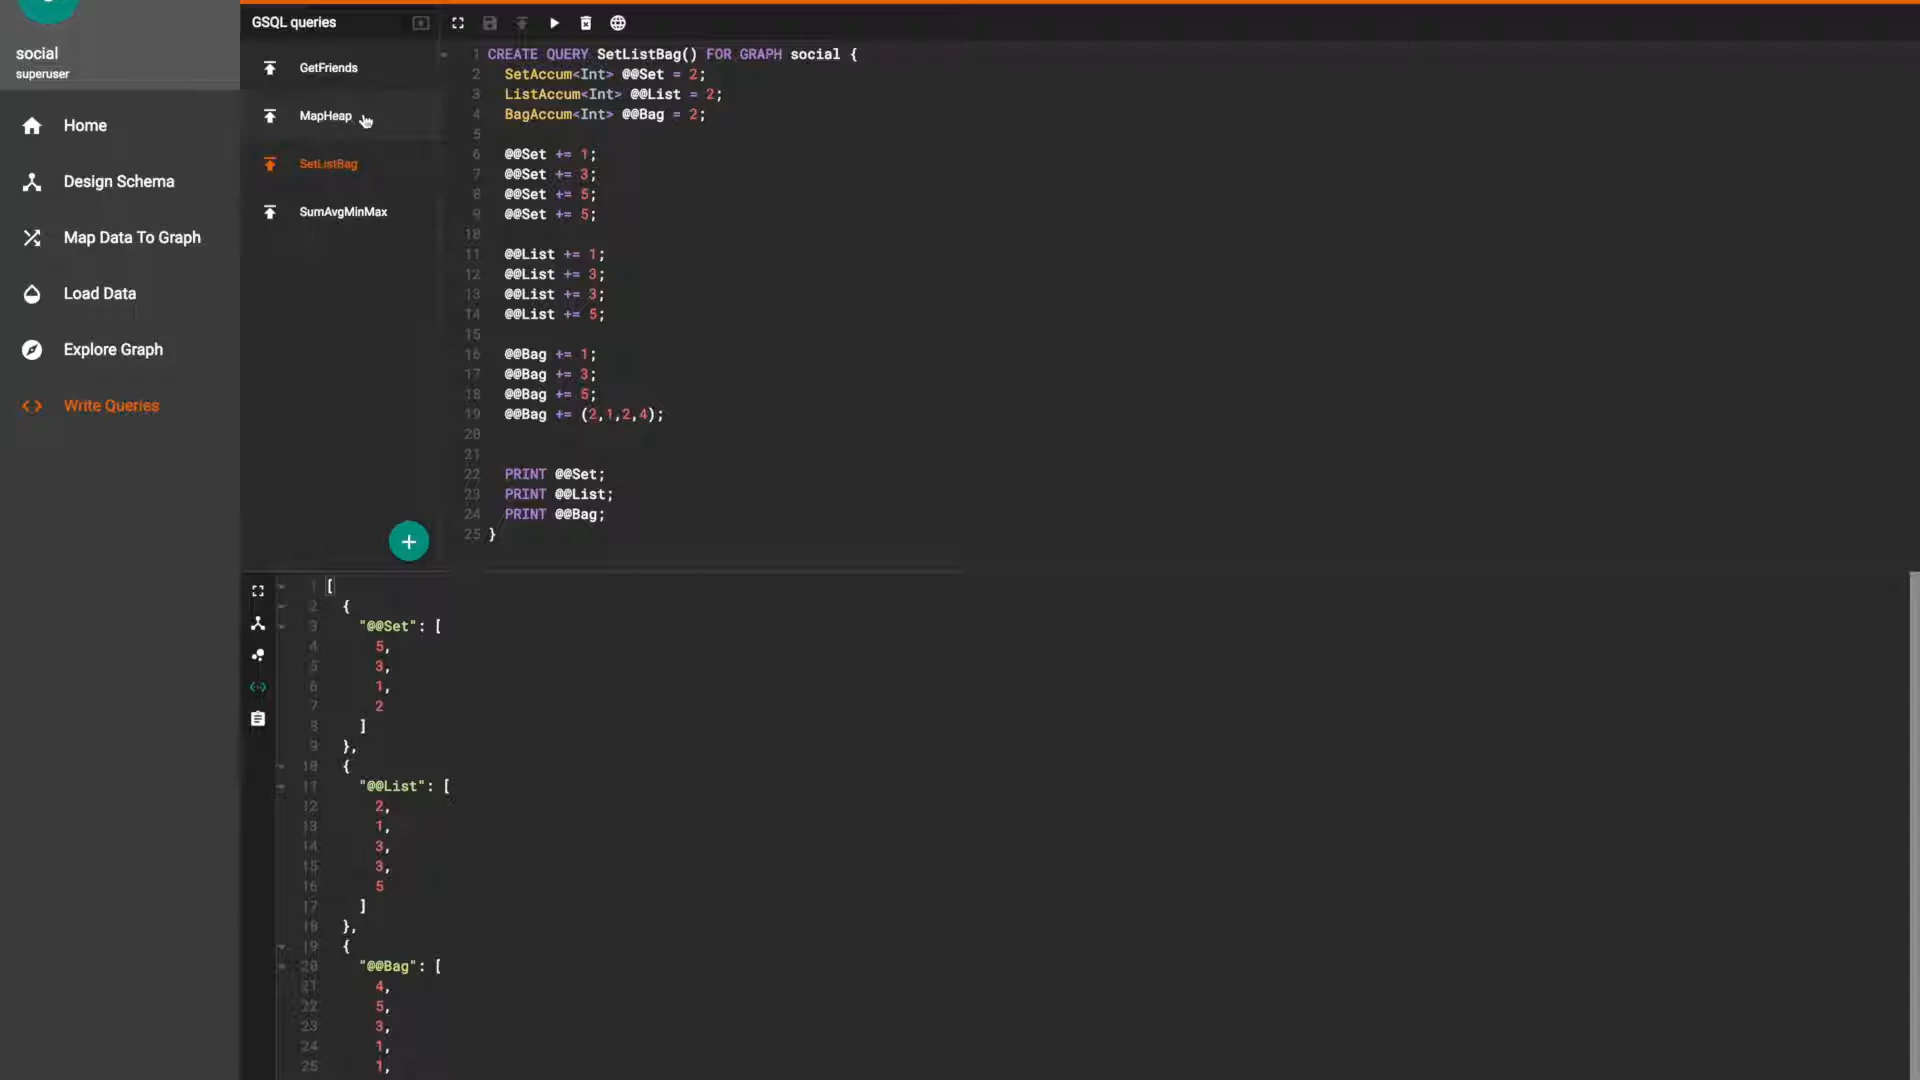 social
superuser
Home
Design Schema
Map Data To Graph
Load Data
Explore Graph
Write Queries
GSQL queries
GetFriends
MapHeap
SetListBag
SumAvgMinMax
1 CREATE QUERY SetListBag() FOR GRAPH social {
2 SetAccum<Int> @@Set = 2;
3 ListAccum<Int> @@List = 2;
4 BagAccum<Int> @@Bag = 2;
5
6 @@Set += 1;
7 @@Set += 3;
8 @@Set += 5;
9 @@Set += 5;
10
11 @@List += 1;
12 @@List += 3;
13 @@List += 3;
14 @@List += 5;
15
16 @@Bag += 1;
17 @@Bag += 3;
18 @@Bag += 5;
19 @@Bag += (2,1,2,4);
20
21
22 PRINT @@Set;
23 PRINT @@List;
24 PRINT @@Bag;
25 }
1 [
2 {
3 "@@Set": [
4 5,
5 3,
6 1,
7 2
8 ]
9 },
10 {
11 "@@List": [
12 2,
13 1,
14 3,
15 3,
16 5
17 ]
18 },
19 {
20 "@@Bag": [
21 4,
22 5,
23 3,
24 1,
25 1,